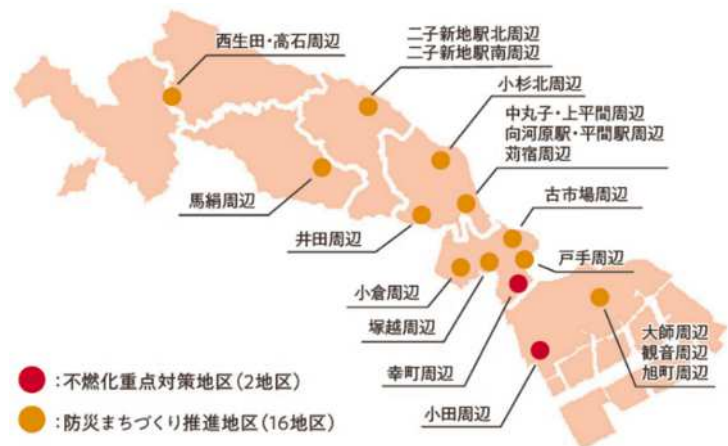 西生田・高石周辺
二子新地駅北周辺
二子新地駅南周辺
小杉北周辺
中丸子・上平間周辺
向河原駅・平間駅周辺
苅宿周辺
馬絹周辺
井田周辺
古市場周辺
戸手周辺
小倉周辺
塚越周辺
幸町周辺
小田周辺
大師周辺
観音周辺
旭町周辺
：不燃化重点対策地区（2地区）
：防災まちづくり推進地区（16地区）